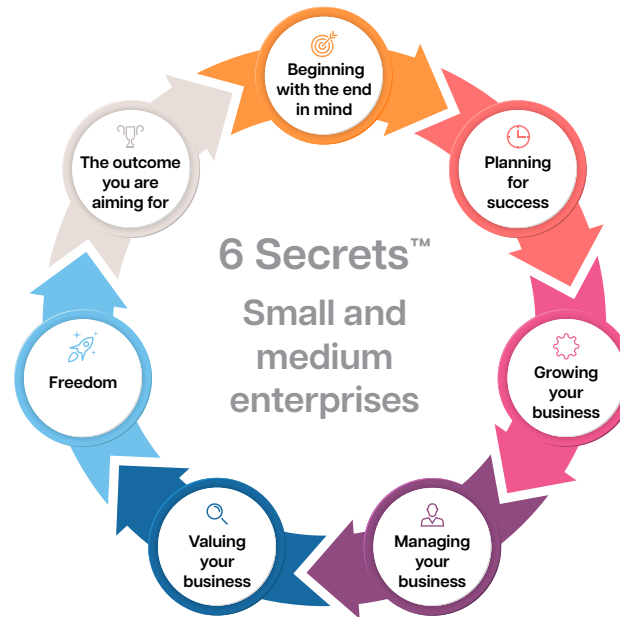 Beginning
with the end
in mind
Planning
for
success
Growing
your
business
Managing
your
business
Valuing
your
business
Freedom
The outcome
you are
aiming for
6 Secrets™
Small and
medium
enterprises